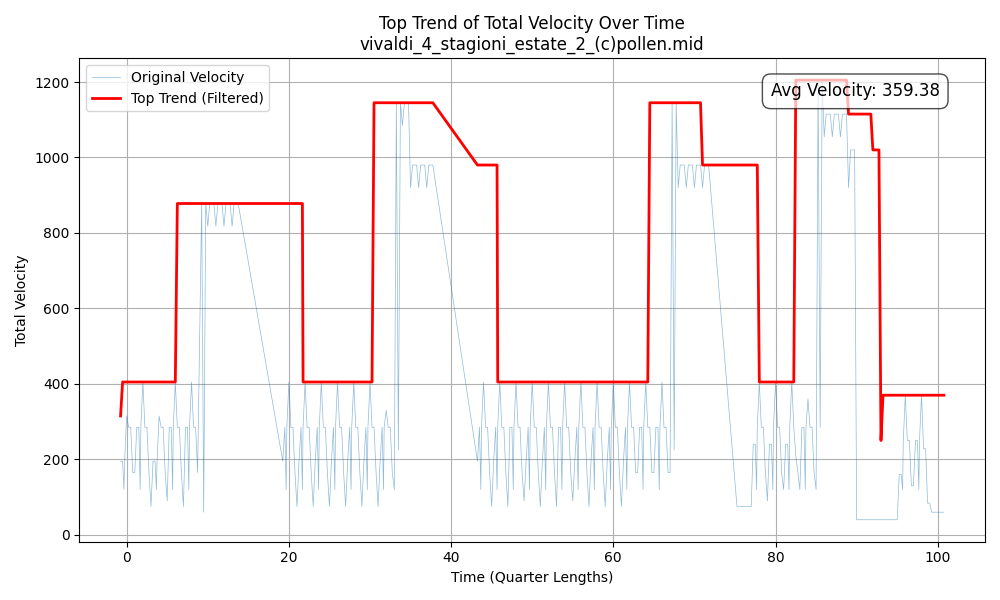 Top Trend of Total Velocity Over Time
vivaldi_4_stagioni_estate_2_(c)pollen.mid
Original Velocity
Top Trend (Filtered)
Avg Velocity: 359.38
1200
1000
800
600
400
200
0
Total Velocity
0 20 40 60 80 100
Time (Quarter Lengths)